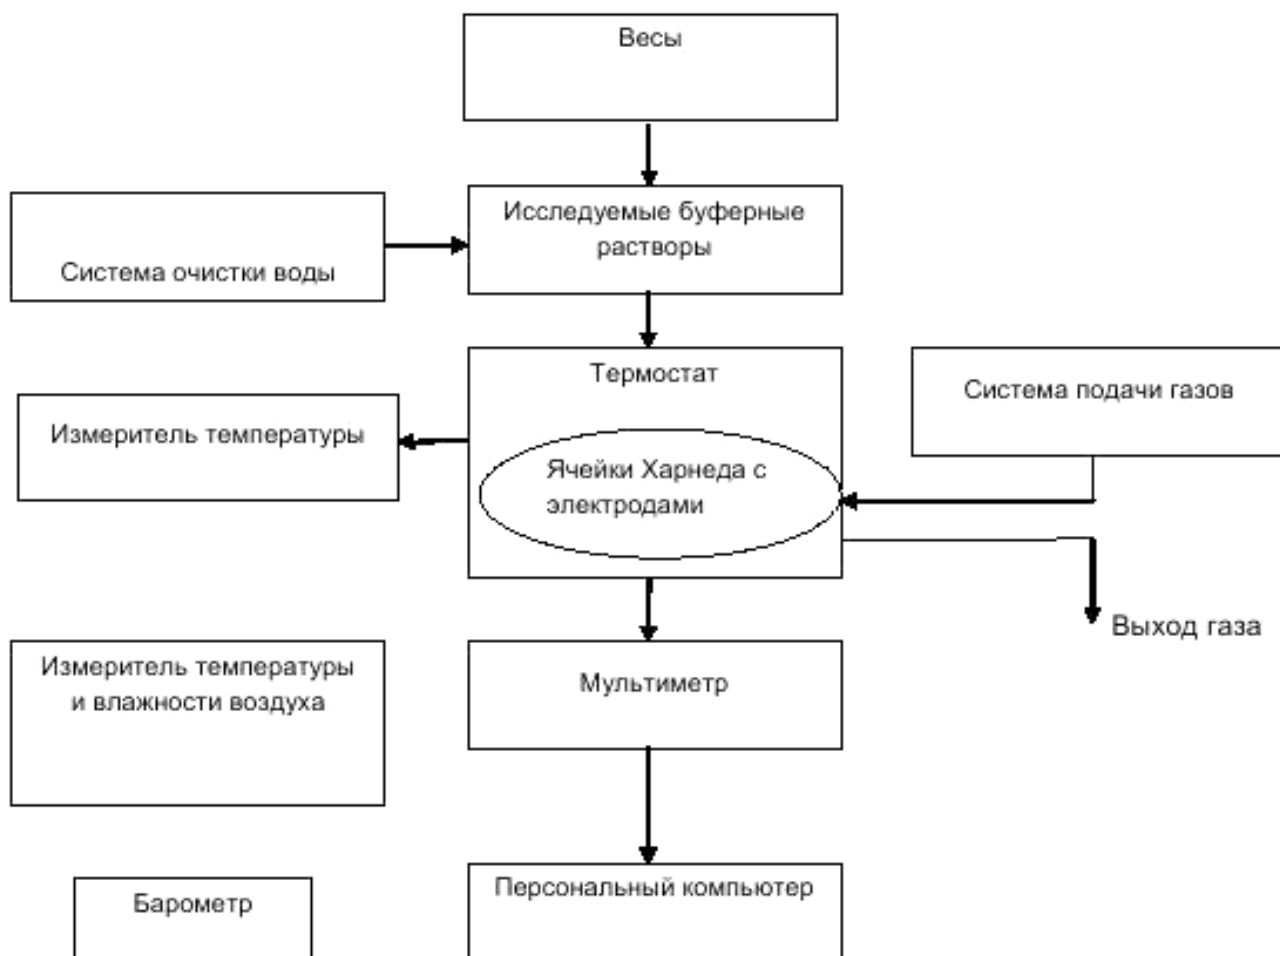 Весы
Исследуемые буферные
растворы
Система очистки воды
Термостат
Система подачи газов
Измеритель температуры
Ячейки Харнеда с
электродами
Выход газа
Измеритель температуры
и влажности воздуха
Мультиметр
Персональный компьютер
Барометр